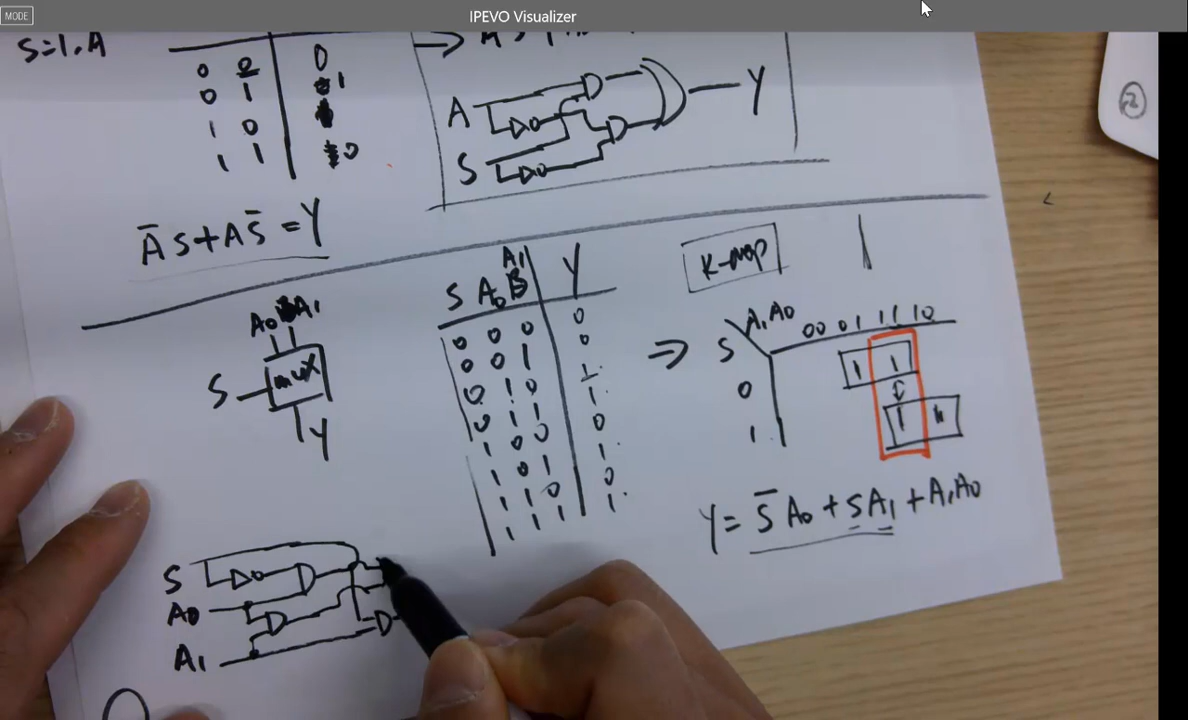 MODE
IPEVO Visualizer
S=1. A
0 0 0
0 1 1
1 0
1 1 0
A
S
Y
2
A̅S+AS̅=Y
A0 A1
S
mux
Y
S A0 A1 Y
0 0 0 0
0 0 1 0
0 1 0 1
0 1 1 1
1 0 0 0
1 0 1 1
1 1 0 0
1 1 1 1
K-map
A1A0
S
00 01 11 10
0 1 1
1 1 1
Y = S̅A0+SA1+A1A0
S
A0
A1